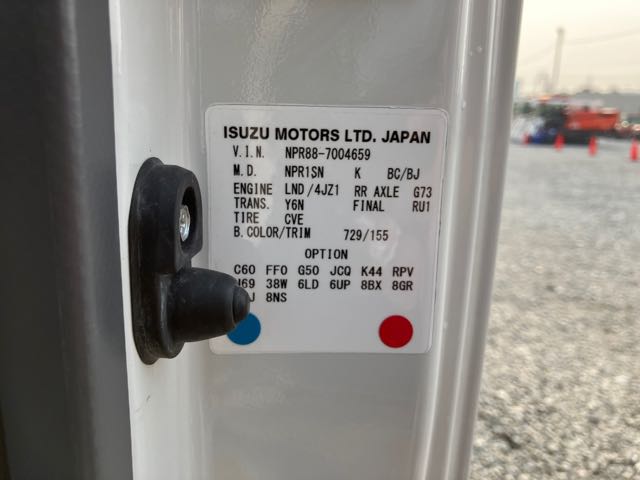 ISUZU MOTORS LTD. JAPAN
V.I.N. NPR88-7004659
M.D. NPR1SN K BC/BJ
ENGINE LND/4JZ1 RR AXLE G73
TRANS. Y6N FINAL RU1
TIRE CVE
B.COLOR/TRIM 729/155
OPTION
C60 FF0 G50 JCQ K44 RPV
J69 38W 6LD 6UP 8BX 8GR
8NS